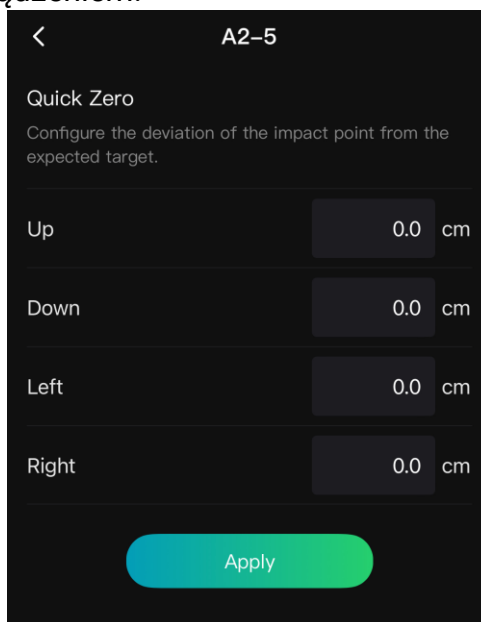 A2-5
Quick Zero
Configure the deviation of the impact point from the
expected target.
Up 0.0 cm
Down 0.0 cm
Left 0.0 cm
Right 0.0 cm
Apply